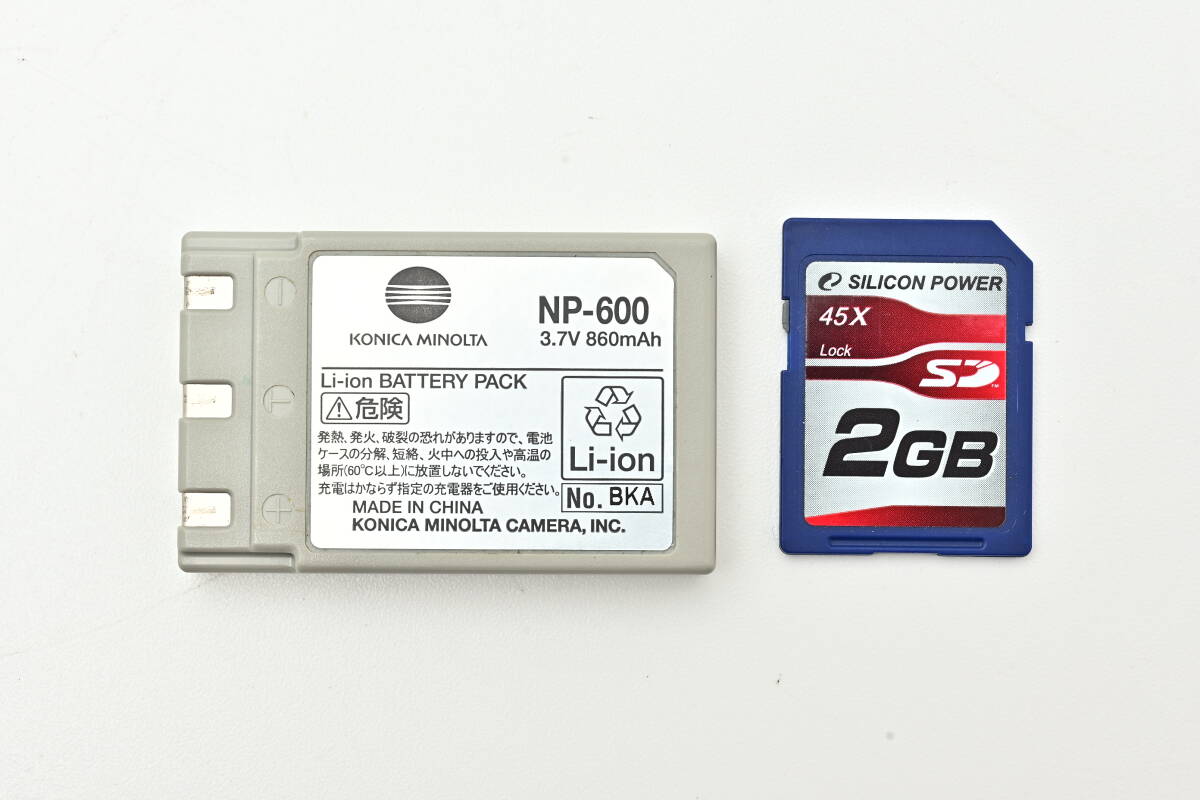 KONICA MINOLTA
NP-600
3.7V 860mAh
Li-ion BATTERY PACK
危険
発熱、発火、破裂の恐れがありますので、電池
ケースの分解、短絡、火中への投入や高温の
場所(60℃以上)に放置しないでください。
充電はかならず指定の充電器をご使用ください。
MADE IN CHINA
KONICA MINOLTA CAMERA, INC.
Li-ion
No. BKA
− 
T
+
SILICON POWER
45X
Lock
SD™
2GB